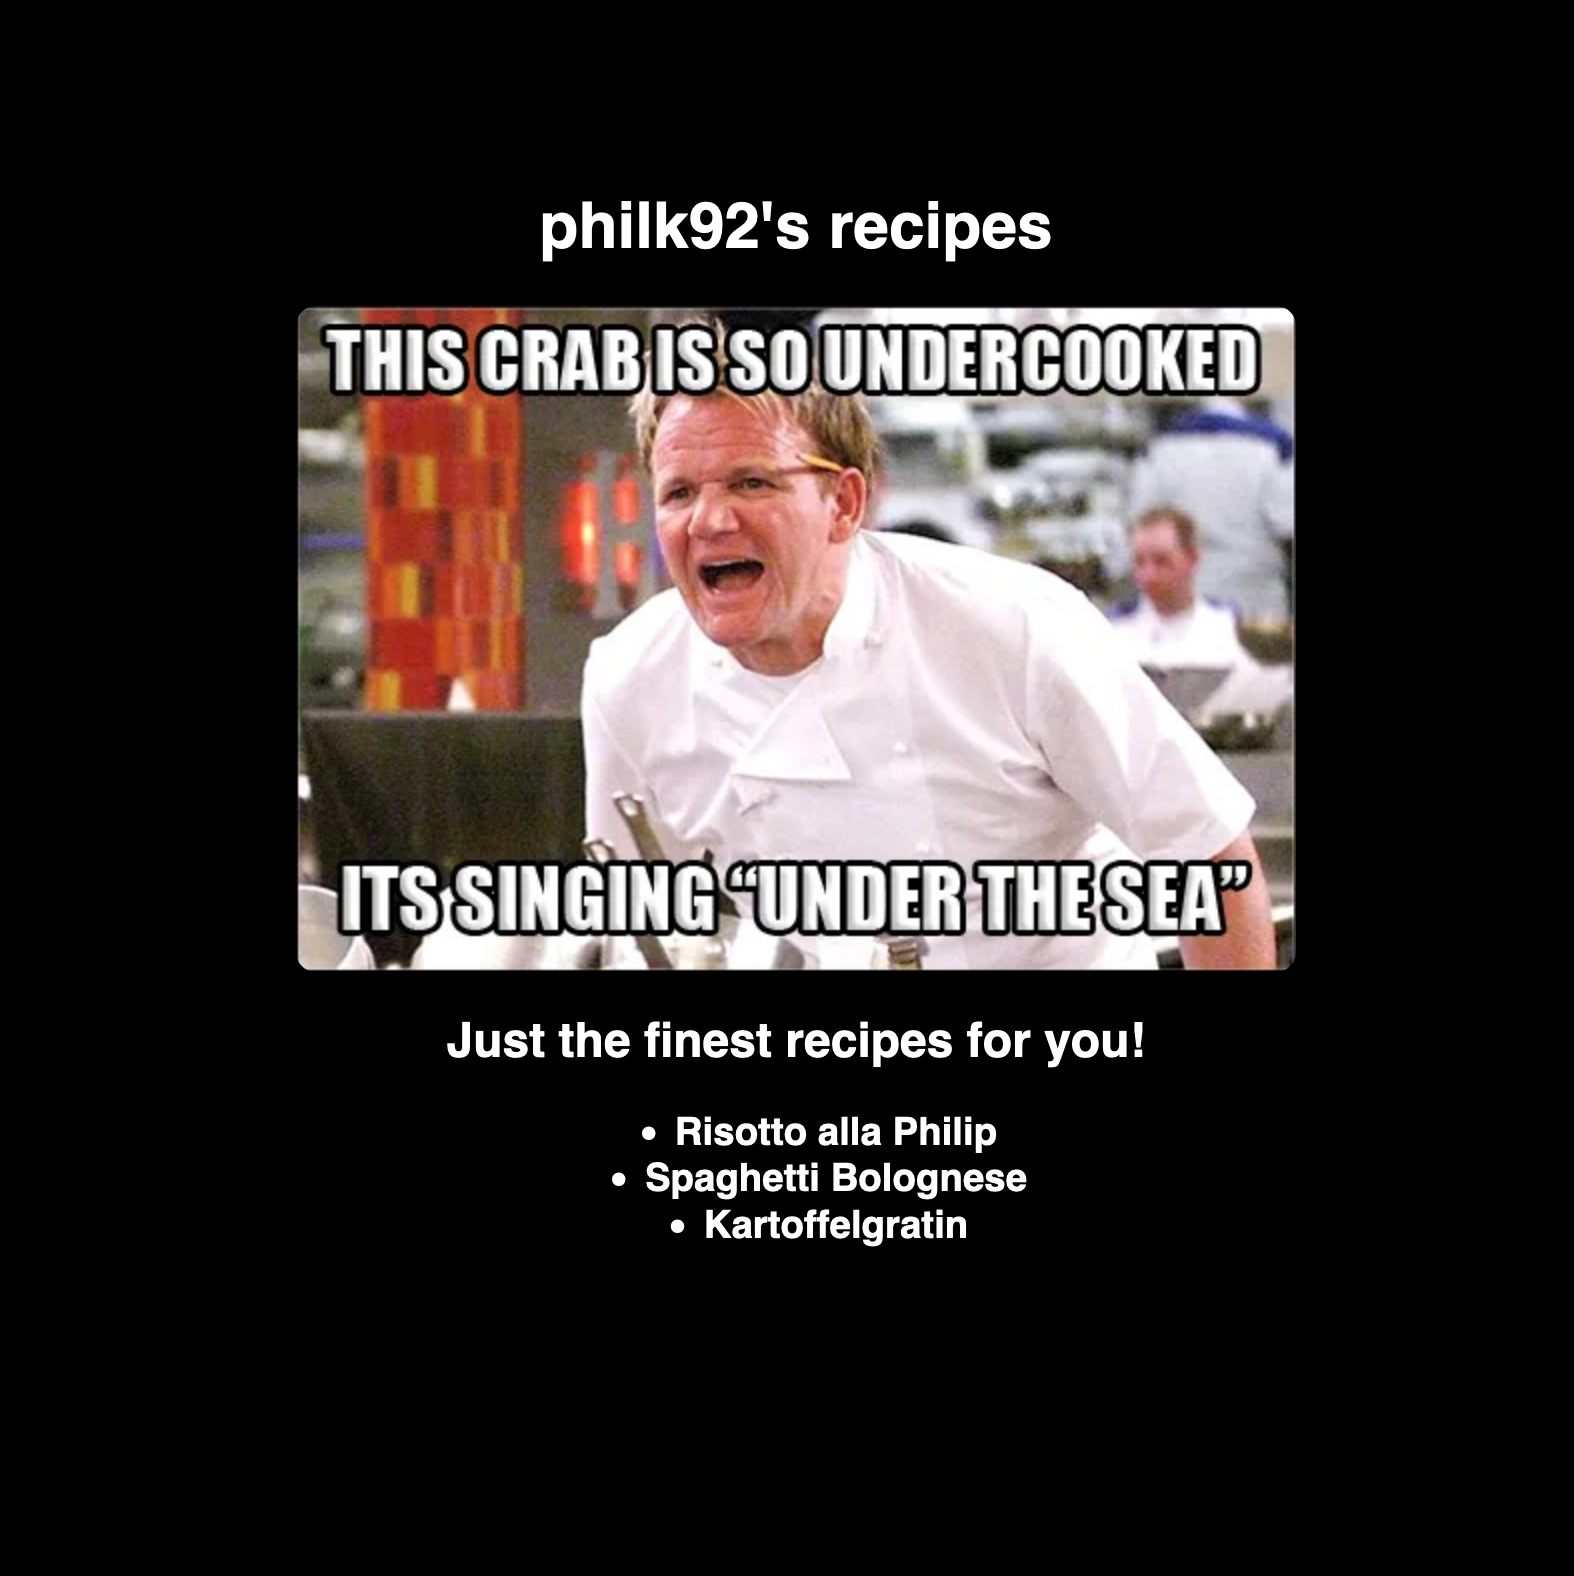 philk92's recipes
THIS CRAB IS SO UNDERCOOKED
ITS SINGING “UNDER THE SEA”
Just the finest recipes for you!
• Risotto alla Philip
• Spaghetti Bolognese
• Kartoffelgratin